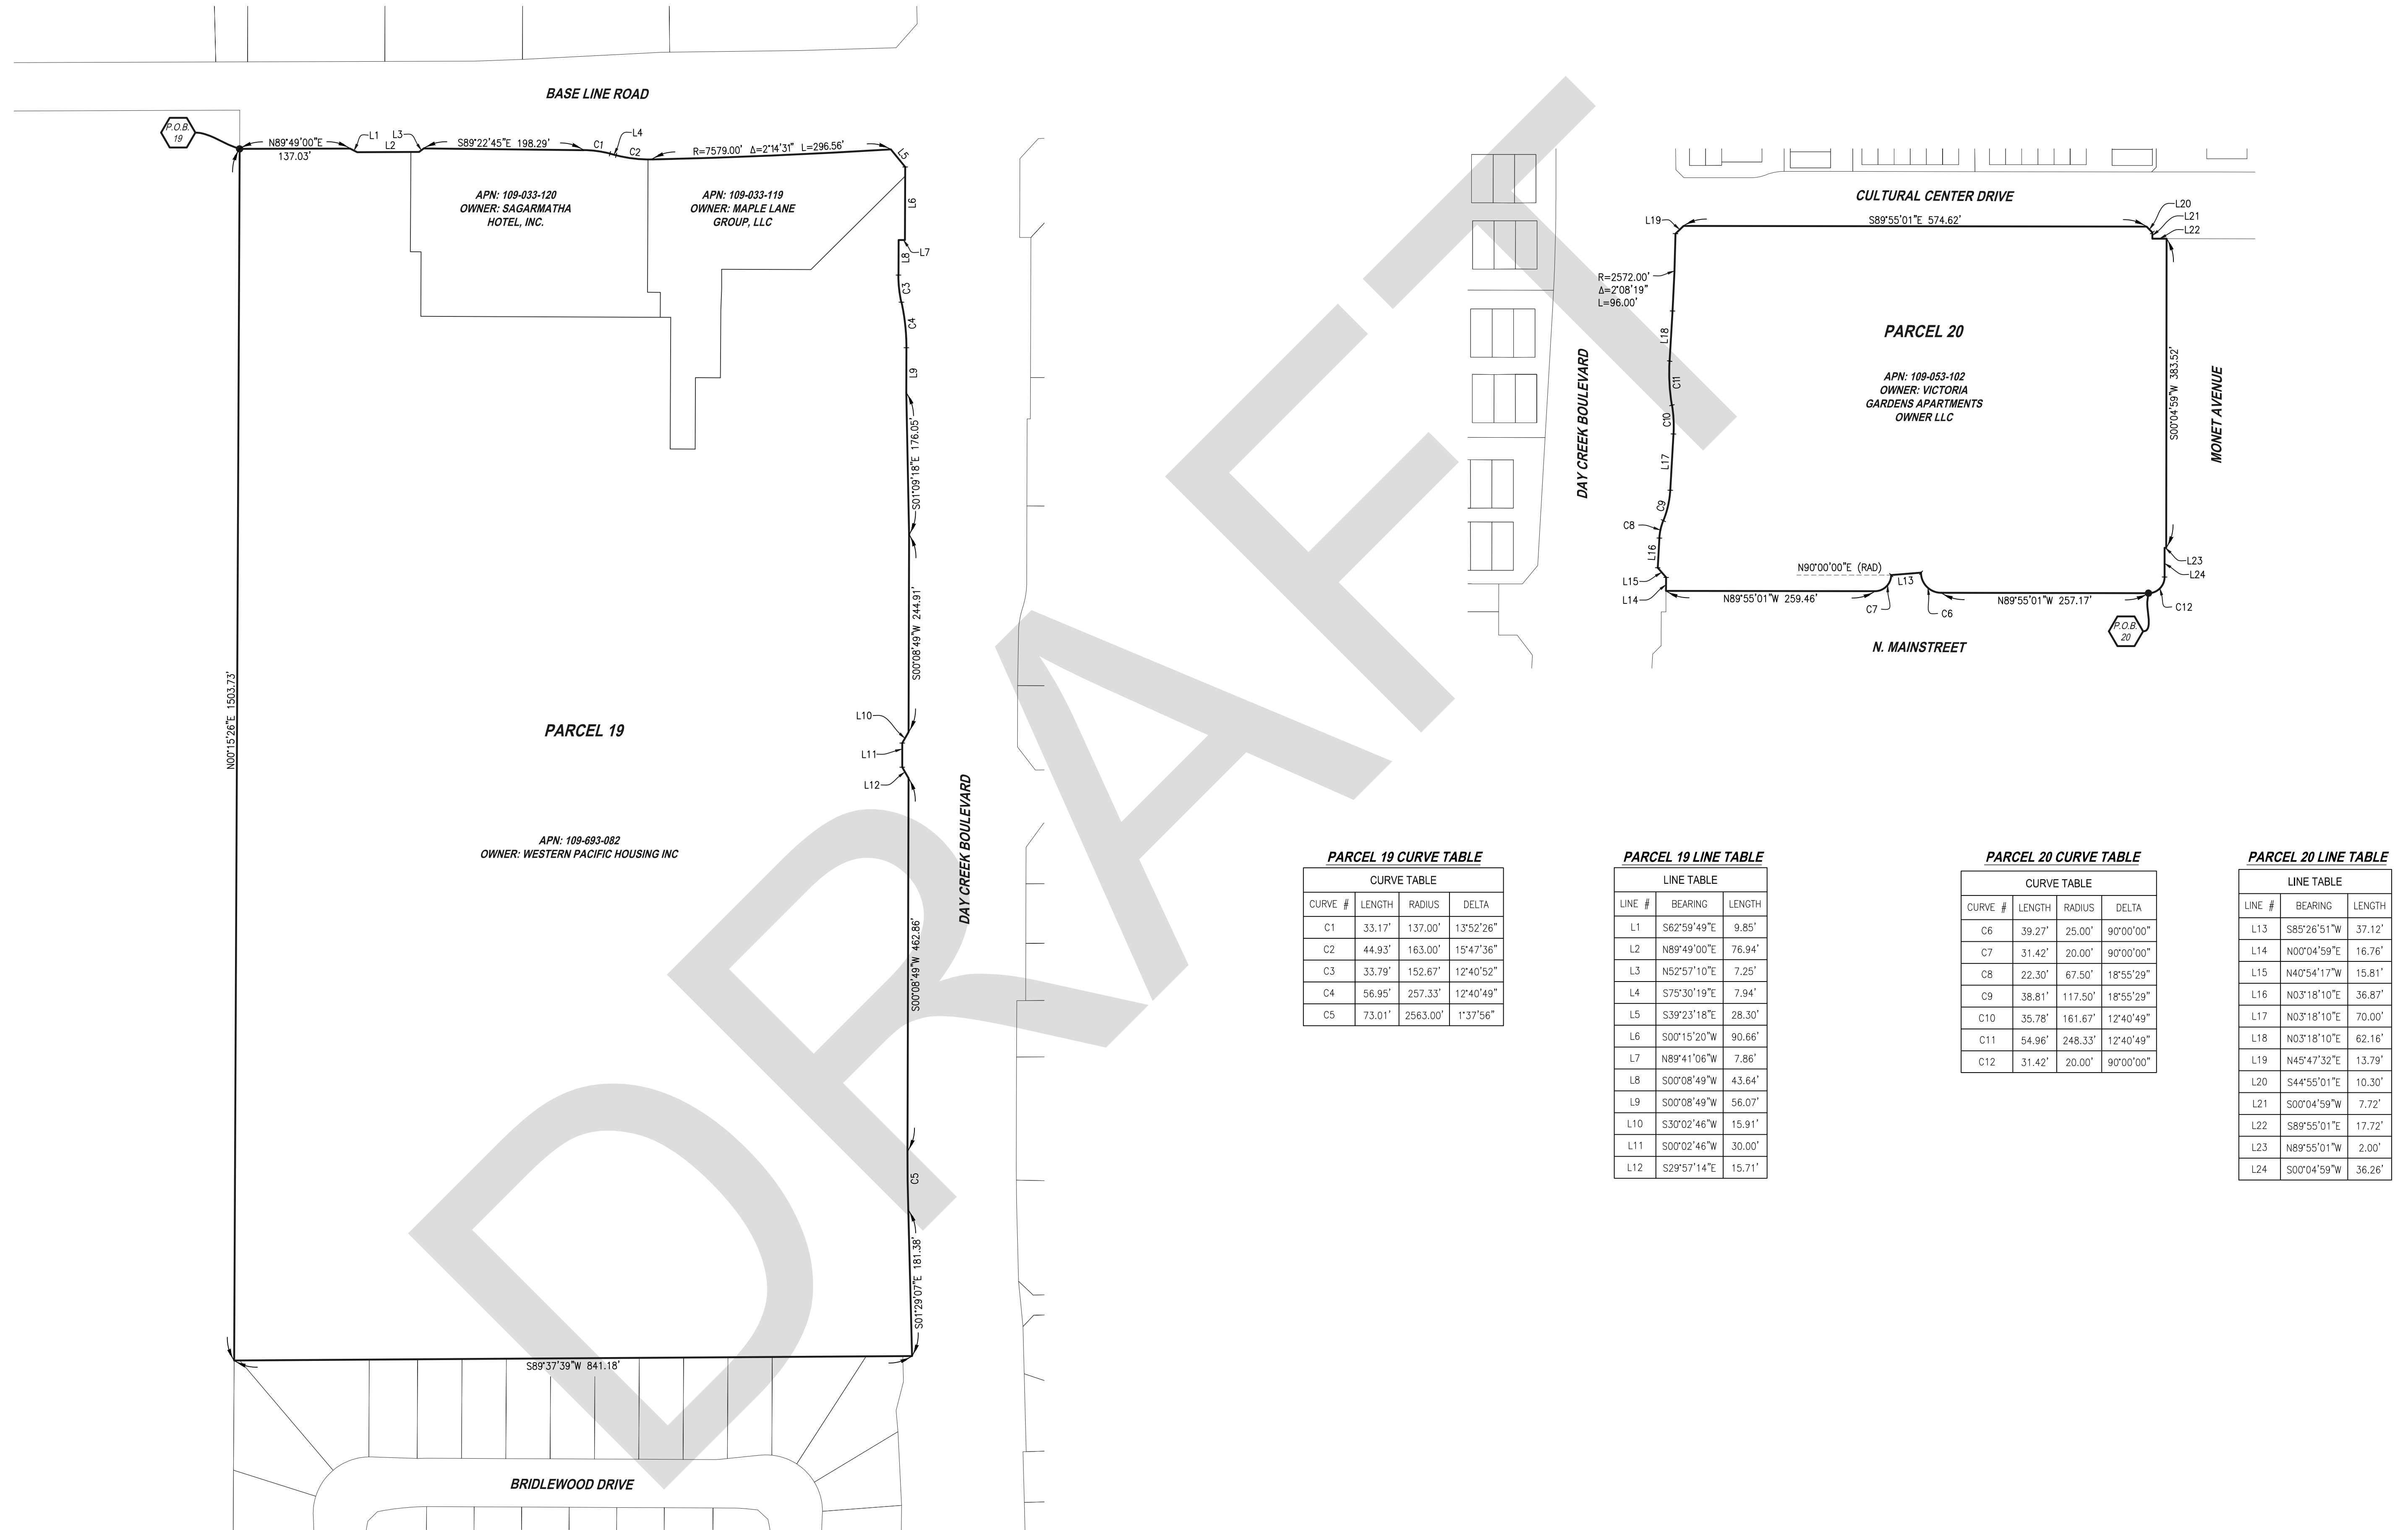 BASE LINE ROAD
P.O.B.
19
N89°49'00"E
137.03'
L1
L3
L2
S89°22'45"E 198.29'
C1
L4
C2
R=7579.00' Δ=2°14'31" L=296.56'
L5
APN: 109-033-120
OWNER: SAGARMATHA
HOTEL, INC.
APN: 109-033-119
OWNER: MAPLE LANE
GROUP, LLC
L6
L7
L8
C3
C4
L9
S01°09'18"E 176.05'
S00°08'49"W 244.91'
N00°15'26"E 1503.73'
PARCEL 19
L10
L11
L12
APN: 109-693-082
OWNER: WESTERN PACIFIC HOUSING INC
DAY CREEK BOULEVARD
S00°08'49"W 462.86'
C5
S01°29'07"E 181.38'
S89°37'39"W 841.18'
BRIDLEWOOD DRIVE
DRAFT
CULTURAL CENTER DRIVE
L19
S89°55'01"E 574.62'
L20
L21
L22
R=2572.00'
Δ=2°08'19"
L=96.00'
L18
PARCEL 20
APN: 109-053-102
OWNER: VICTORIA
GARDENS APARTMENTS
OWNER LLC
DAY CREEK BOULEVARD
C11
C10
L17
C9
C8
L16
L15
L14
S00°04'59"W 383.52'
MONET AVENUE
L23
L24
N90°00'00"E (RAD)
L13
N89°55'01"W 259.46'
C7
C6
N89°55'01"W 257.17'
C12
P.O.B.
20
N. MAINSTREET
PARCEL 19 CURVE TABLE
CURVE TABLE
CURVE # LENGTH RADIUS DELTA
C1 33.17' 137.00' 13°52'26"
C2 44.93' 163.00' 15°47'36"
C3 33.79' 152.67' 12°40'52"
C4 56.95' 257.33' 12°40'49"
C5 73.01' 2563.00' 1°37'56"
PARCEL 19 LINE TABLE
LINE TABLE
LINE # BEARING LENGTH
L1 S62°59'49"E 9.85'
L2 N89°49'00"E 76.94'
L3 N52°57'10"E 7.25'
L4 S75°30'19"E 7.94'
L5 S39°23'18"E 28.30'
L6 S00°15'20"W 90.66'
L7 N89°41'06"W 7.86'
L8 S00°08'49"W 43.64'
L9 S00°08'49"W 56.07'
L10 S30°02'46"W 15.91'
L11 S00°02'46"W 30.00'
L12 S29°57'14"E 15.71'
PARCEL 20 CURVE TABLE
CURVE TABLE
CURVE # LENGTH RADIUS DELTA
C6 39.27' 25.00' 90°00'00"
C7 31.42' 20.00' 90°00'00"
C8 22.30' 67.50' 18°55'29"
C9 38.81' 117.50' 18°55'29"
C10 35.78' 161.67' 12°40'49"
C11 54.96' 248.33' 12°40'49"
C12 31.42' 20.00' 90°00'00"
PARCEL 20 LINE TABLE
LINE TABLE
LINE # BEARING LENGTH
L13 S85°26'51"W 37.12'
L14 N00°04'59"E 16.76'
L15 N40°54'17"W 15.81'
L16 N03°18'10"E 36.87'
L17 N03°18'10"E 70.00'
L18 N03°18'10"E 62.16'
L19 N45°47'32"E 13.79'
L20 S44°55'01"E 10.30'
L21 S00°04'59"W 7.72'
L22 S89°55'01"E 17.72'
L23 N89°55'01"W 2.00'
L24 S00°04'59"W 36.26'